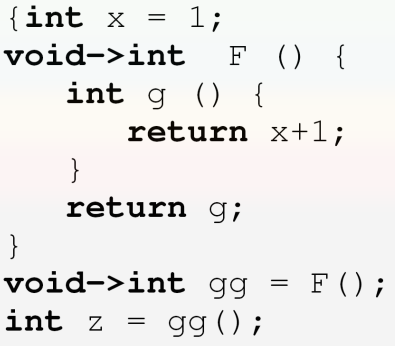 {int x = 1;
void->int  F () {
   int g () {
      return x+1;
   }
   return g;
}
void->int gg = F();
int z = gg();